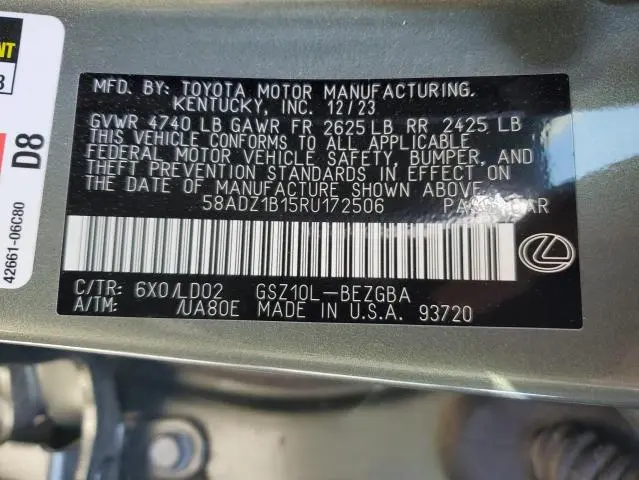 NT
3
D8
42661-06C80
MFD. BY: TOYOTA MOTOR MANUFACTURING.
KENTUCKY, INC. 12/23
GVWR 4740 LB GAWR FR 2625 LB RR 2425 LB
THIS VEHICLE CONFORMS TO ALL APPLICABLE
FEDERAL MOTOR VEHICLE SAFETY, BUMPER, AND
THEFT PREVENTION STANDARDS IN EFFECT ON
THE DATE OF MANUFACTURE SHOWN ABOVE.
58ADZ1B15RU172506
C/TR: 6X0/LD02 GSZ10L-BEZGBA
A/TM: /UA80E MADE IN U.S.A. 93720